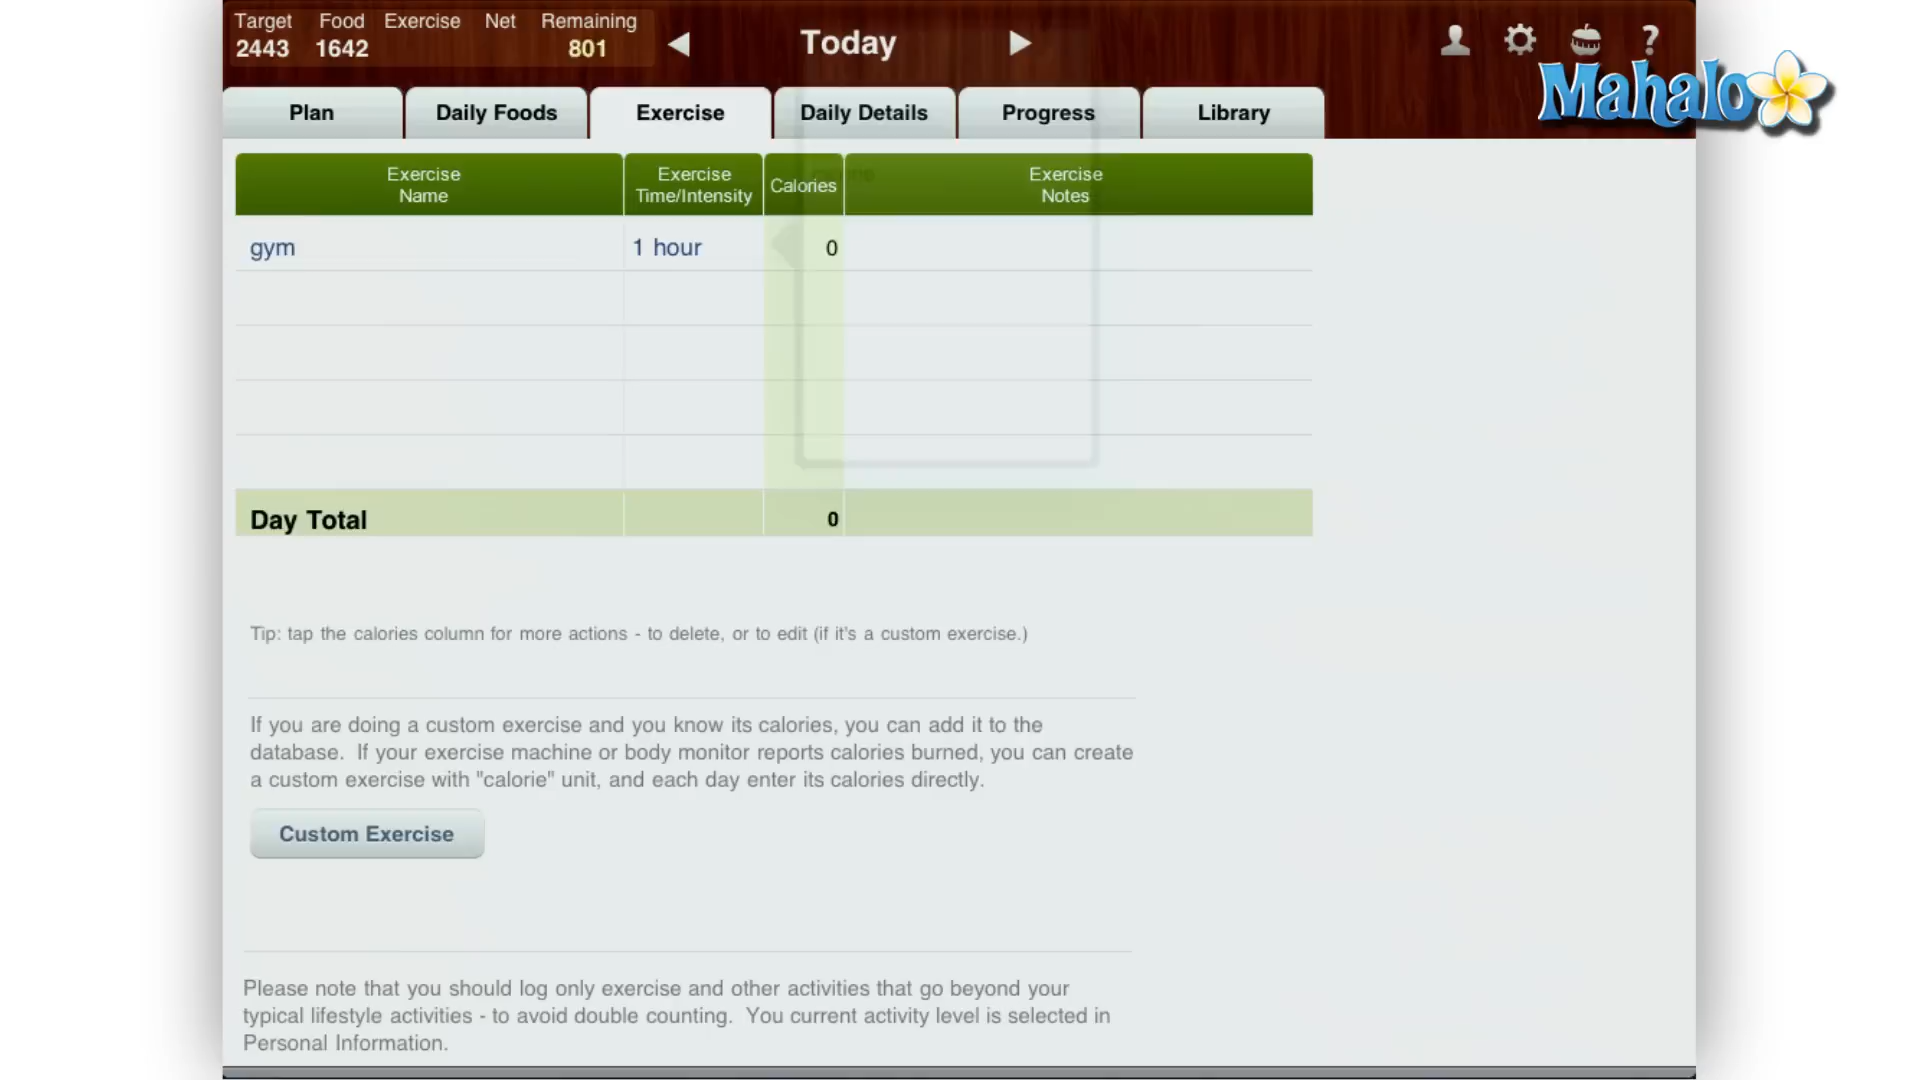 Target Food Exercise Net Remaining
2443 1642 801
Today
?
Mahalo
Plan Daily Foods Exercise Daily Details Progress Library
Exercise Name Exercise Time/Intensity Calories Exercise Notes
gym 1 hour 0
Day Total 0
Tip: tap the calories column for more actions - to delete, or to edit (if it's a custom exercise.)
If you are doing a custom exercise and you know its calories, you can add it to the
database. If your exercise machine or body monitor reports calories burned, you can create
a custom exercise with "calorie" unit, and each day enter its calories directly.
Custom Exercise
Please note that you should log only exercise and other activities that go beyond your
typical lifestyle activities - to avoid double counting. You current activity level is selected in
Personal Information.